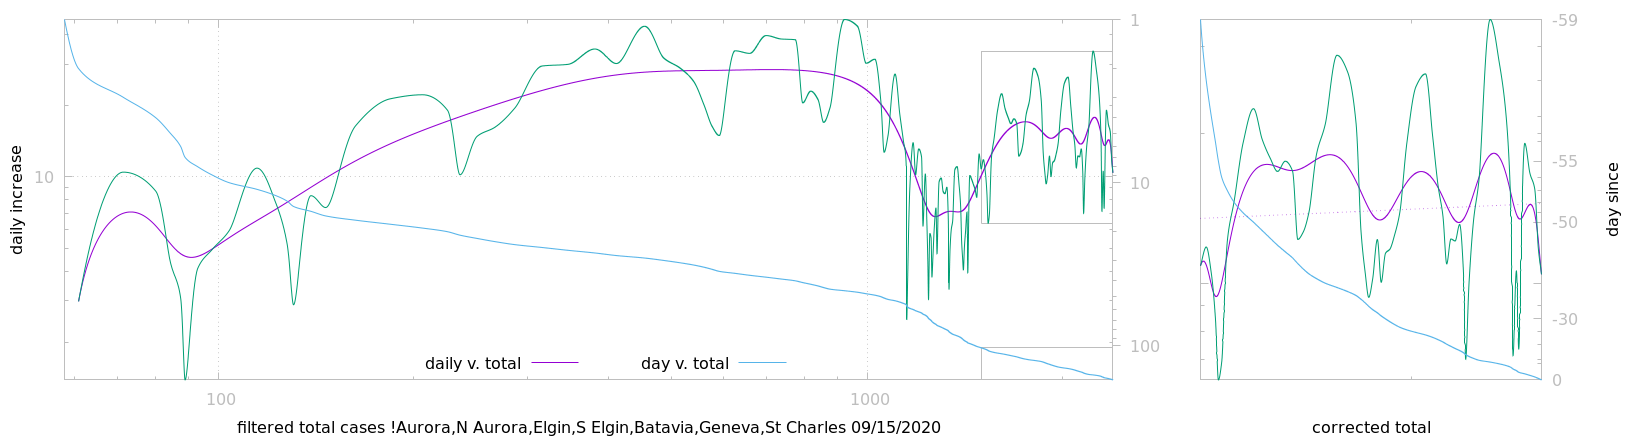 1
-59
10
10
-55
-50
daily increase
day since
-30
daily v. total
day v. total
100
0
100
1000
filtered total cases !Aurora,N Aurora,Elgin,S Elgin,Batavia,Geneva,St Charles 09/15/2020
corrected total